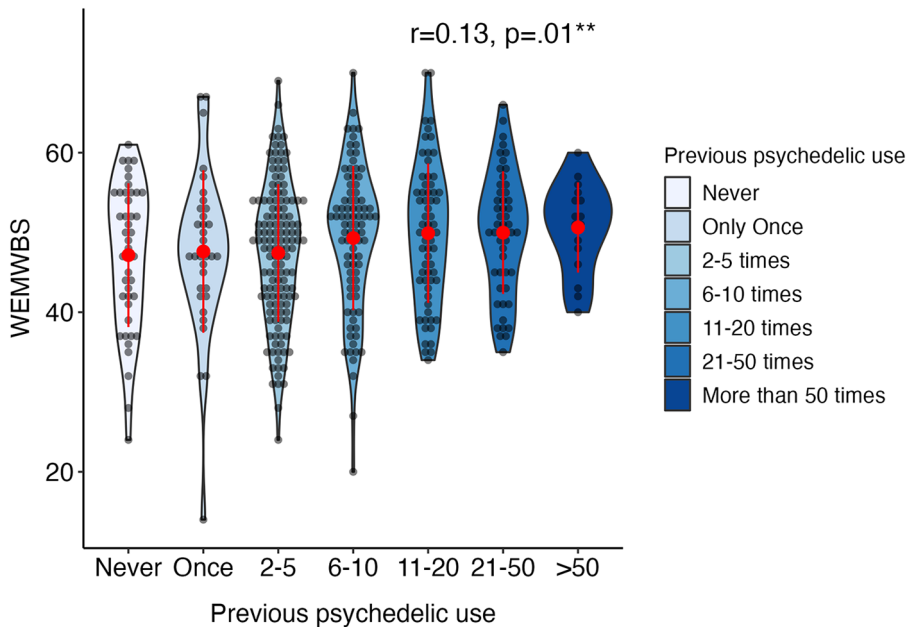 r=0.13, p=.01**
WEMWBS
60
40
20
Never Once 2-5 6-10 11-20 21-50 >50
Previous psychedelic use
Previous psychedelic use
Never
Only Once
2-5 times
6-10 times
11-20 times
21-50 times
More than 50 times